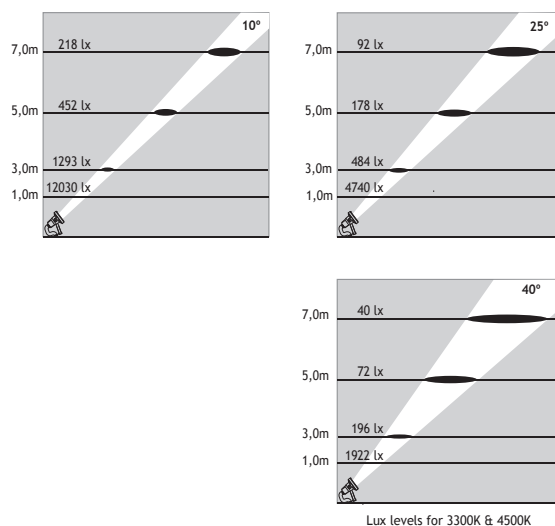 10°
7,0m 218 lx
5,0m 452 lx
3,0m 1293 lx
1,0m 12030 lx
25°
7,0m 92 lx
5,0m 178 lx
3,0m 484 lx
1,0m 4740 lx
40°
7,0m 40 lx
5,0m 72 lx
3,0m 196 lx
1,0m 1922 lx
Lux levels for 3300K & 4500K